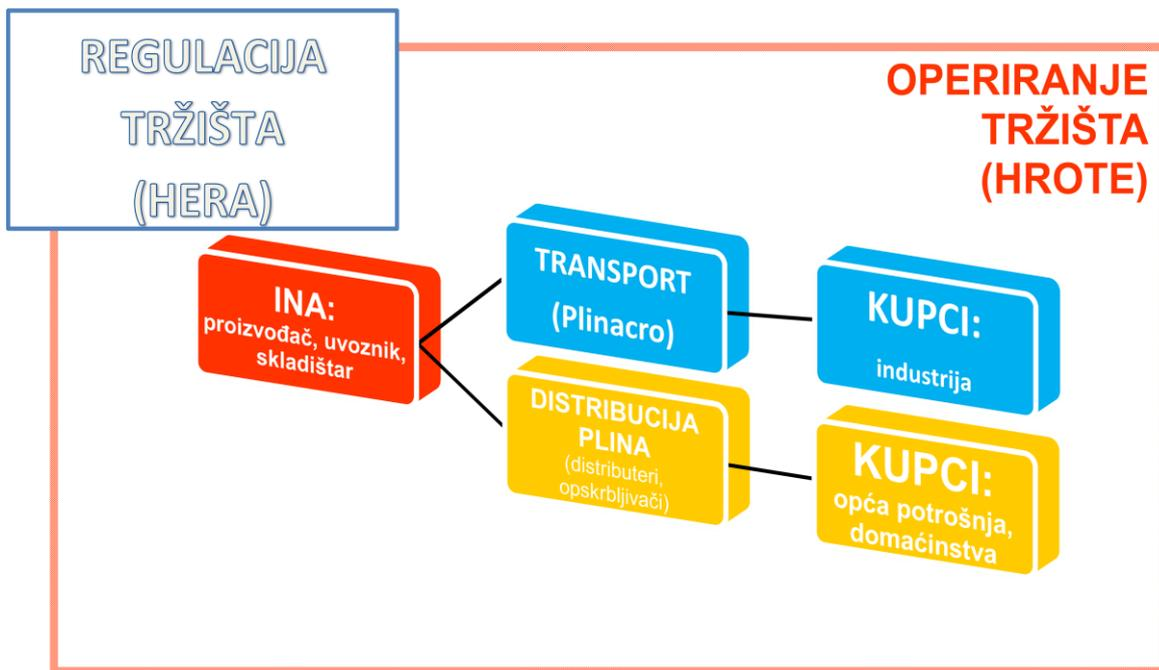 REGULACIJA
TRŽIŠTA
(HERA)
OPERIRANJE
TRŽIŠTA
(HROTE)
INA:
proizvođač, uvoznik,
skladištar
TRANSPORT
(Plinacro)
KUPCI:
industrija
DISTRIBUCIJA
PLINA
(distributeri,
opskrbljivači)
KUPCI:
opća potrošnja,
domaćinstva